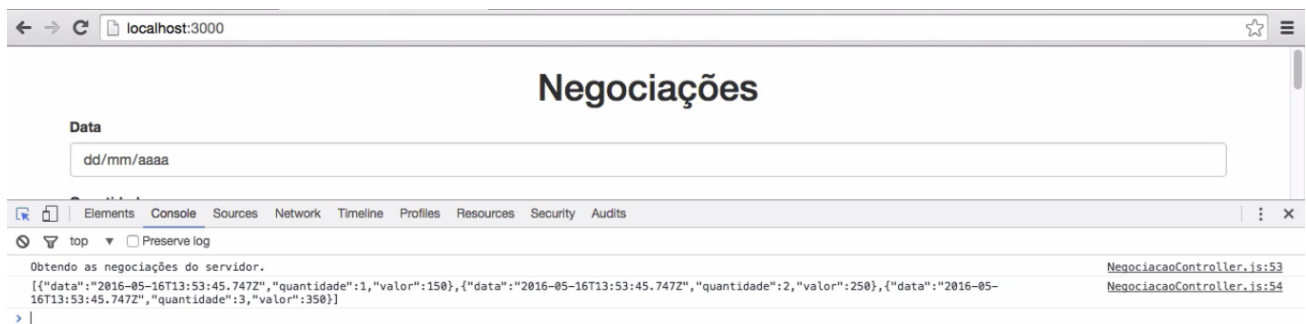 localhost:3000
Negociações
Data
dd/mm/aaaa
Elements Console Sources Network Timeline Profiles Resources Security Audits
top Preserve log
Obtendo as negociações do servidor. NegociacaoController.js:53
[{"data":"2016-05-16T13:53:45.747Z","quantidade":1,"valor":150},{"data":"2016-05-16T13:53:45.747Z","quantidade":2,"valor":250},{"data":"2016-05- NegociacaoController.js:54
16T13:53:45.747Z","quantidade":3,"valor":350}]
>